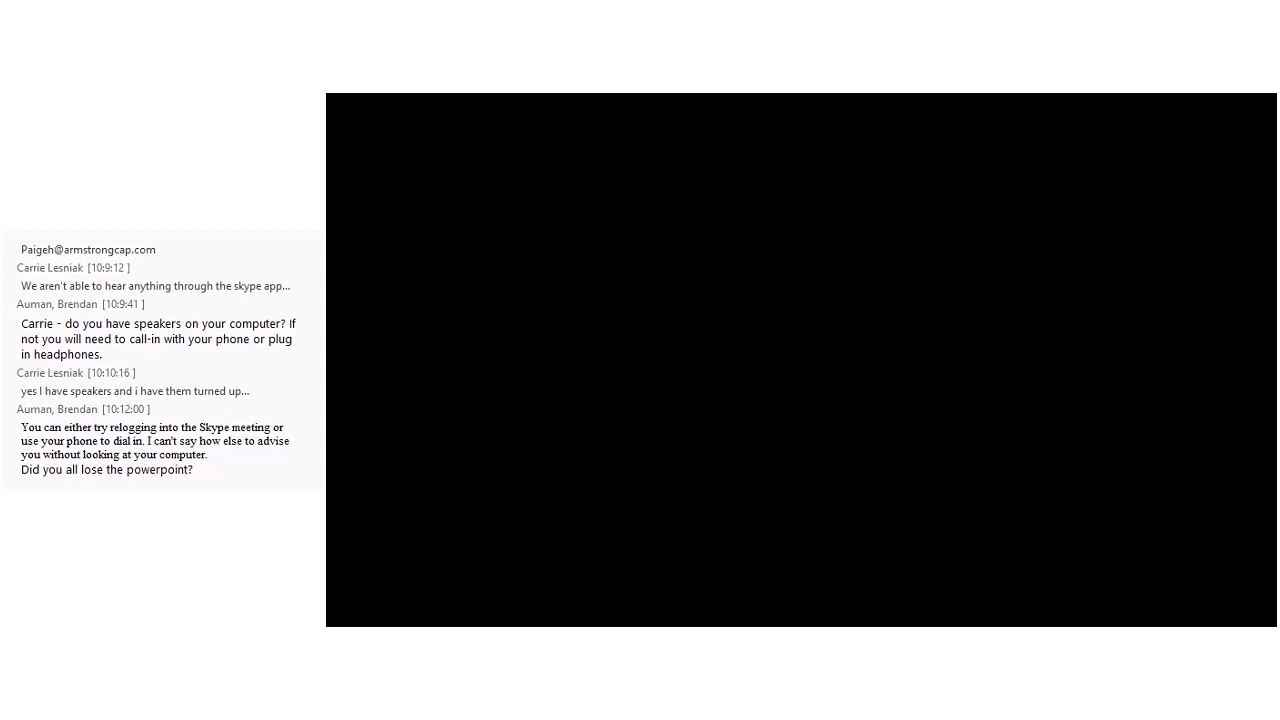 Paigeh@armstrongcap.com
Carrie Lesniak [10:9:12 ]
We aren't able to hear anything through the skype app...
Auman, Brendan [10:9:41 ]
Carrie - do you have speakers on your computer? If
not you will need to call-in with your phone or plug
in headphones.
Carrie Lesniak [10:10:16 ]
yes I have speakers and i have them turned up...
Auman, Brendan [10:12:00 ]
You can either try relogging into the Skype meeting or
use your phone to dial in. I can't say how else to advise
you without looking at your computer.
Did you all lose the powerpoint?